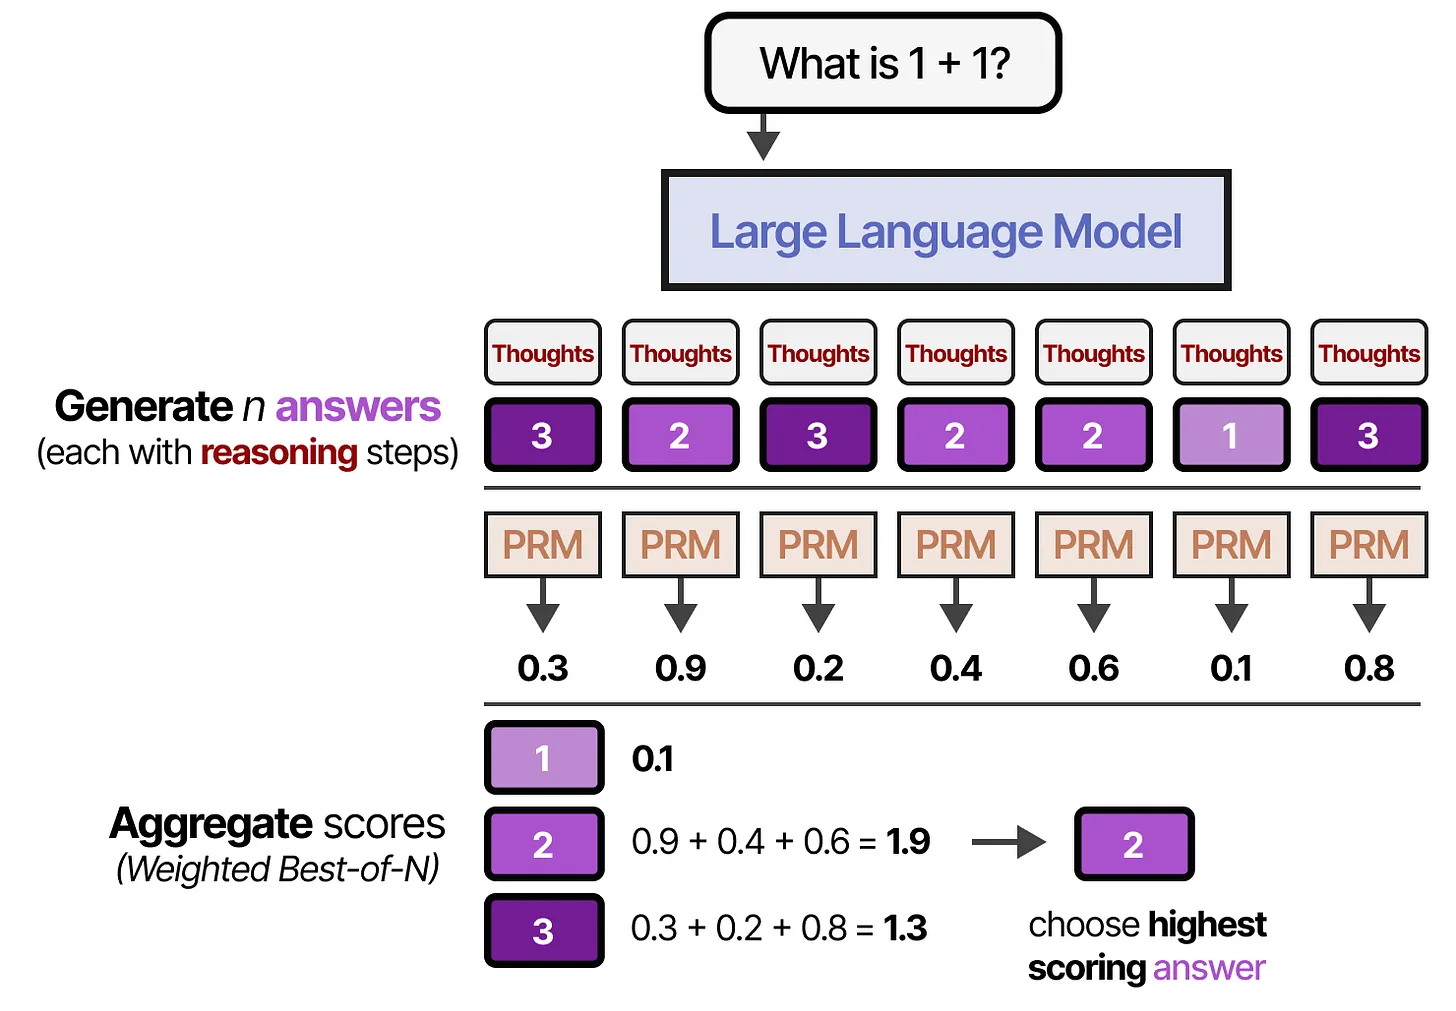 What is 1 + 1?
Large Language Model
Thoughts Thoughts Thoughts Thoughts Thoughts Thoughts Thoughts
Generate n answers
(each with reasoning steps)
3 2 3 2 2 1 3
PRM PRM PRM PRM PRM PRM PRM
0.3 0.9 0.2 0.4 0.6 0.1 0.8
Aggregate scores
(Weighted Best-of-N)
1 0.1
2 0.9 + 0.4 + 0.6 = 1.9 2
3 0.3 + 0.2 + 0.8 = 1.3
choose highest
scoring answer